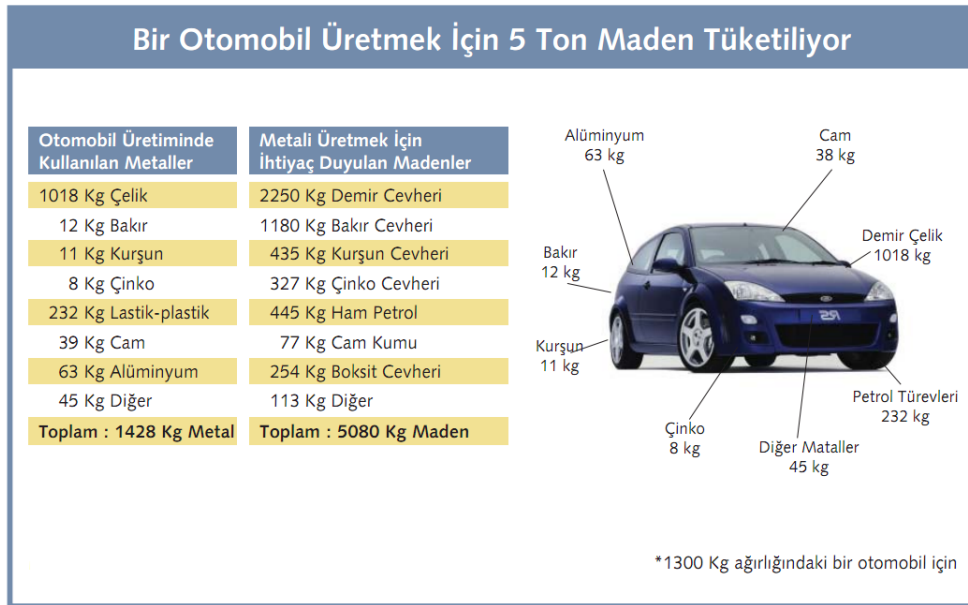 Bir Otomobil Üretmek İçin 5 Ton Maden Tüketiliyor
Otomobil Üretiminde
Kullanılan Metaller
1018 Kg Çelik
12 Kg Bakır
11 Kg Kurşun
8 Kg Çinko
232 Kg Lastik-plastik
39 Kg Cam
63 Kg Alüminyum
45 Kg Diğer
Toplam : 1428 Kg Metal
Metali Üretmek İçin
İhtiyaç Duyulan Madenler
2250 Kg Demir Cevheri
1180 Kg Bakır Cevheri
435 Kg Kurşun Cevheri
327 Kg Çinko Cevheri
445 Kg Ham Petrol
77 Kg Cam Kumu
254 Kg Boksit Cevheri
113 Kg Diğer
Toplam : 5080 Kg Maden
Alüminyum
63 kg
Cam
38 kg
Demir Çelik
1018 kg
Bakır
12 kg
Kurşun
11 kg
Petrol Türevleri
232 kg
Çinko
8 kg
Diğer Mataller
45 kg
*1300 Kg ağırlığındaki bir otomobil için